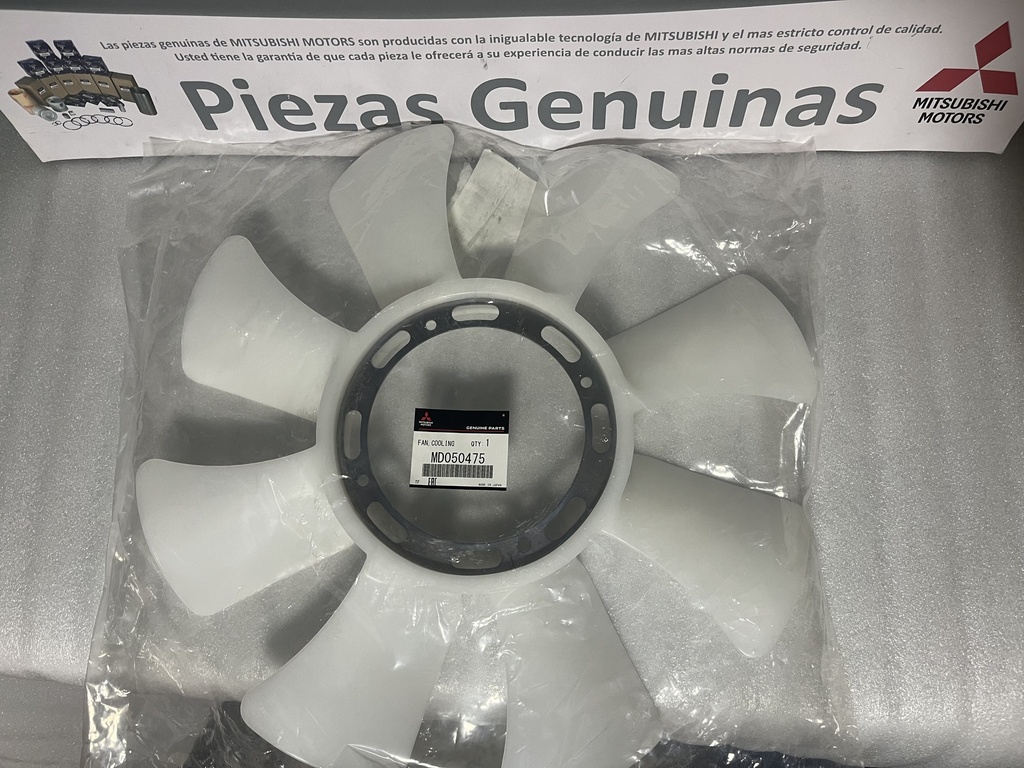 Las piezas genuinas de MITSUBISHI MOTORS son producidas con la inigualable tecnología de MITSUBISHI y el mas estricto control de calidad.
Usted tiene la garantía de que cada pieza le ofrecerá a su experiencia de conducir las mas altas normas de seguridad.
Piezas Genuinas
MITSUBISHI
MOTORS
GENUINE PARTS
FAN, COOLING QTY: 1
MD050475
MADE IN JAPAN